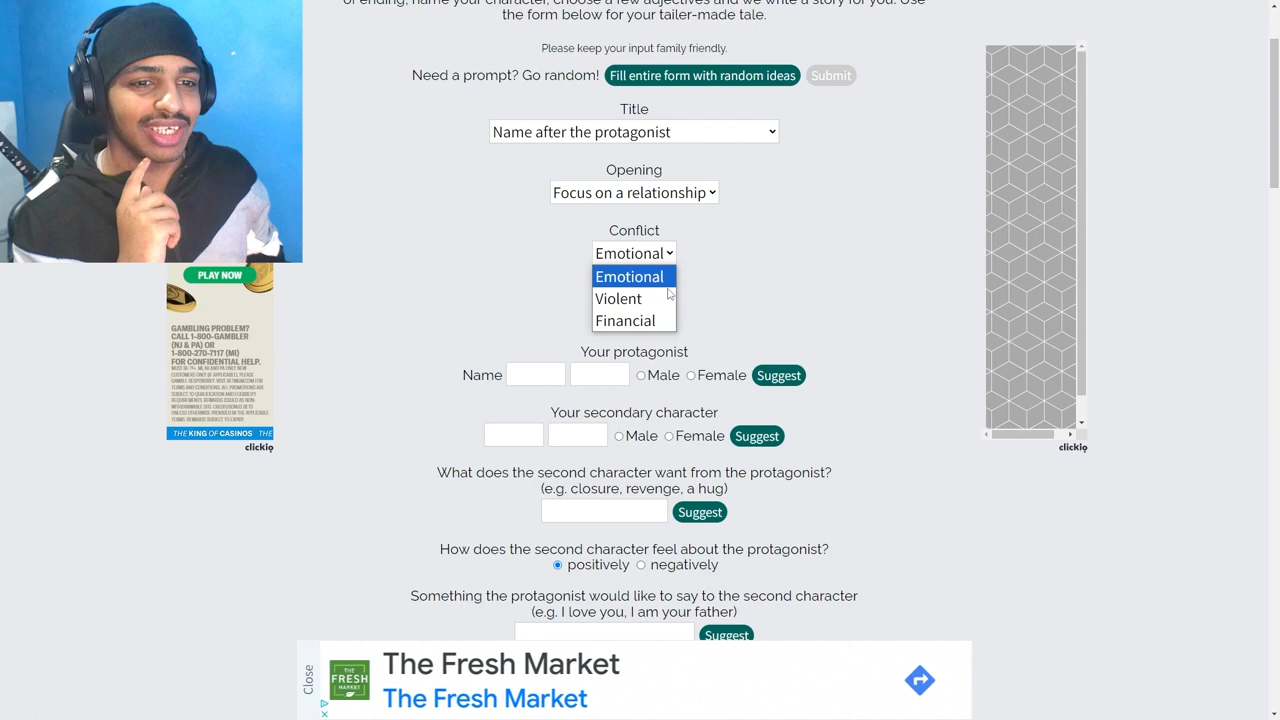 of ending, name your character, choose a few adjectives and we write a story for you. Use
the form below for your tailer-made tale.
Please keep your input family friendly.
Need a prompt? Go random! Fill entire form with random ideas Submit
Title
Name after the protagonist
Opening
Focus on a relationship
Conflict
Emotional
Emotional
Violent
Financial
PLAY NOW
GAMBLING PROBLEM?
CALL 1-800-GAMBLER
(NJ & PA) OR
1-800-270-7117 (MI)
FOR CONFIDENTIAL HELP.
THE KING OF CASINOS THE
clickio
clickio
Your protagonist
Name Male Female Suggest
Your secondary character
Male Female Suggest
What does the second character want from the protagonist?
(e.g. closure, revenge, a hug)
Suggest
How does the second character feel about the protagonist?
positively negatively
Something the protagonist would like to say to the second character
(e.g. I love you, I am your father)
Suggest
Close
THE
FRESH
MARKET
The Fresh Market
The Fresh Market